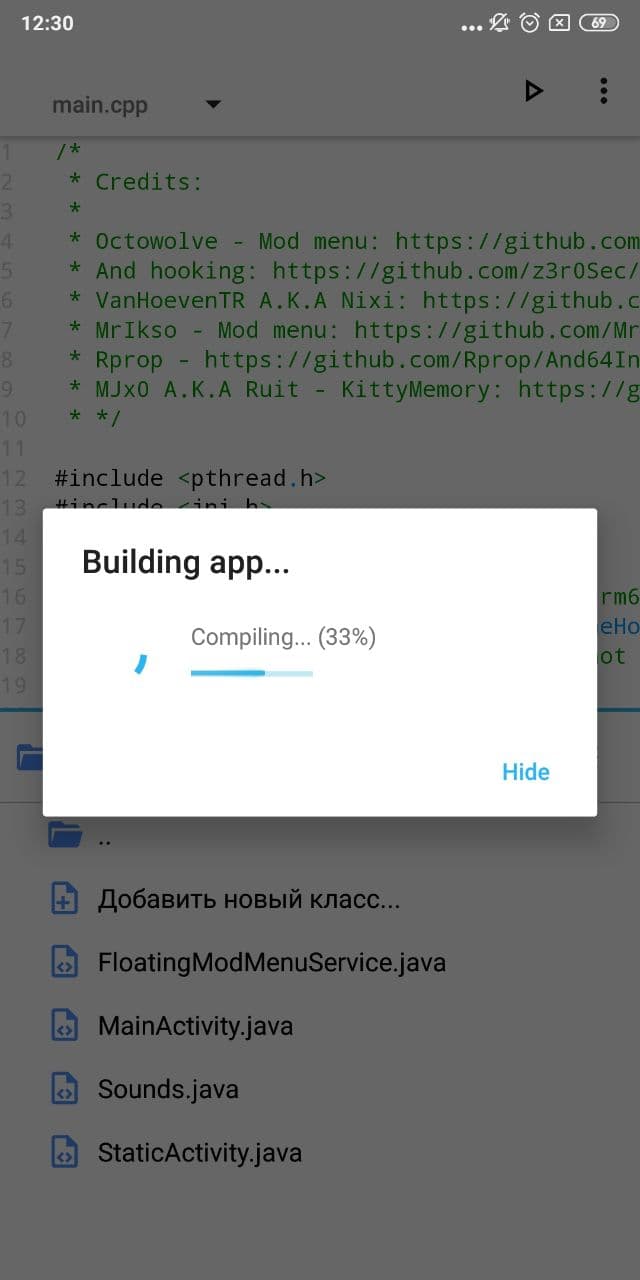 12:30
69
main.cpp
1 /*
2 * Credits:
3 *
4 * Octowolve - Mod menu: https://github.com
5 * And hooking: https://github.com/z3r0Sec/
6 * VanHoevenTR A.K.A Nixi: https://github.c
7 * MrIkso - Mod menu: https://github.com/Mr
8 * Rprop - https://github.com/Rprop/And64In
9 * MJx0 A.K.A Ruit - KittyMemory: https://g
10 * */
11
12 #include <pthread.h>
13 #include <jni.h>
14
15
16 rm6
17 eHo
18 ot
19
Building app...
Compiling... (33%)
Hide
..
Добавить новый класс...
FloatingModMenuService.java
MainActivity.java
Sounds.java
StaticActivity.java